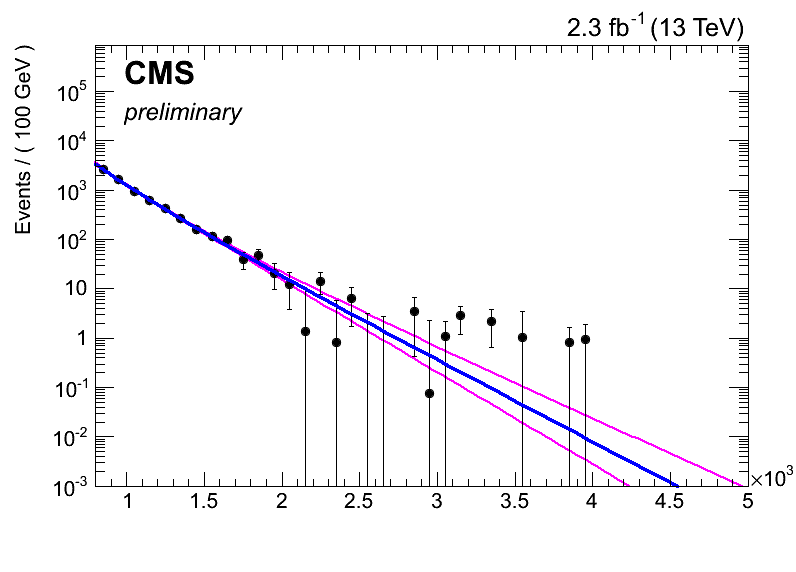 2.3 fb⁻¹ (13 TeV)
CMS
preliminary
Events / ( 100 GeV )
10⁵
10⁴
10³
10²
10
1
10⁻¹
10⁻²
10⁻³
1 1.5 2 2.5 3 3.5 4 4.5 5
×10³